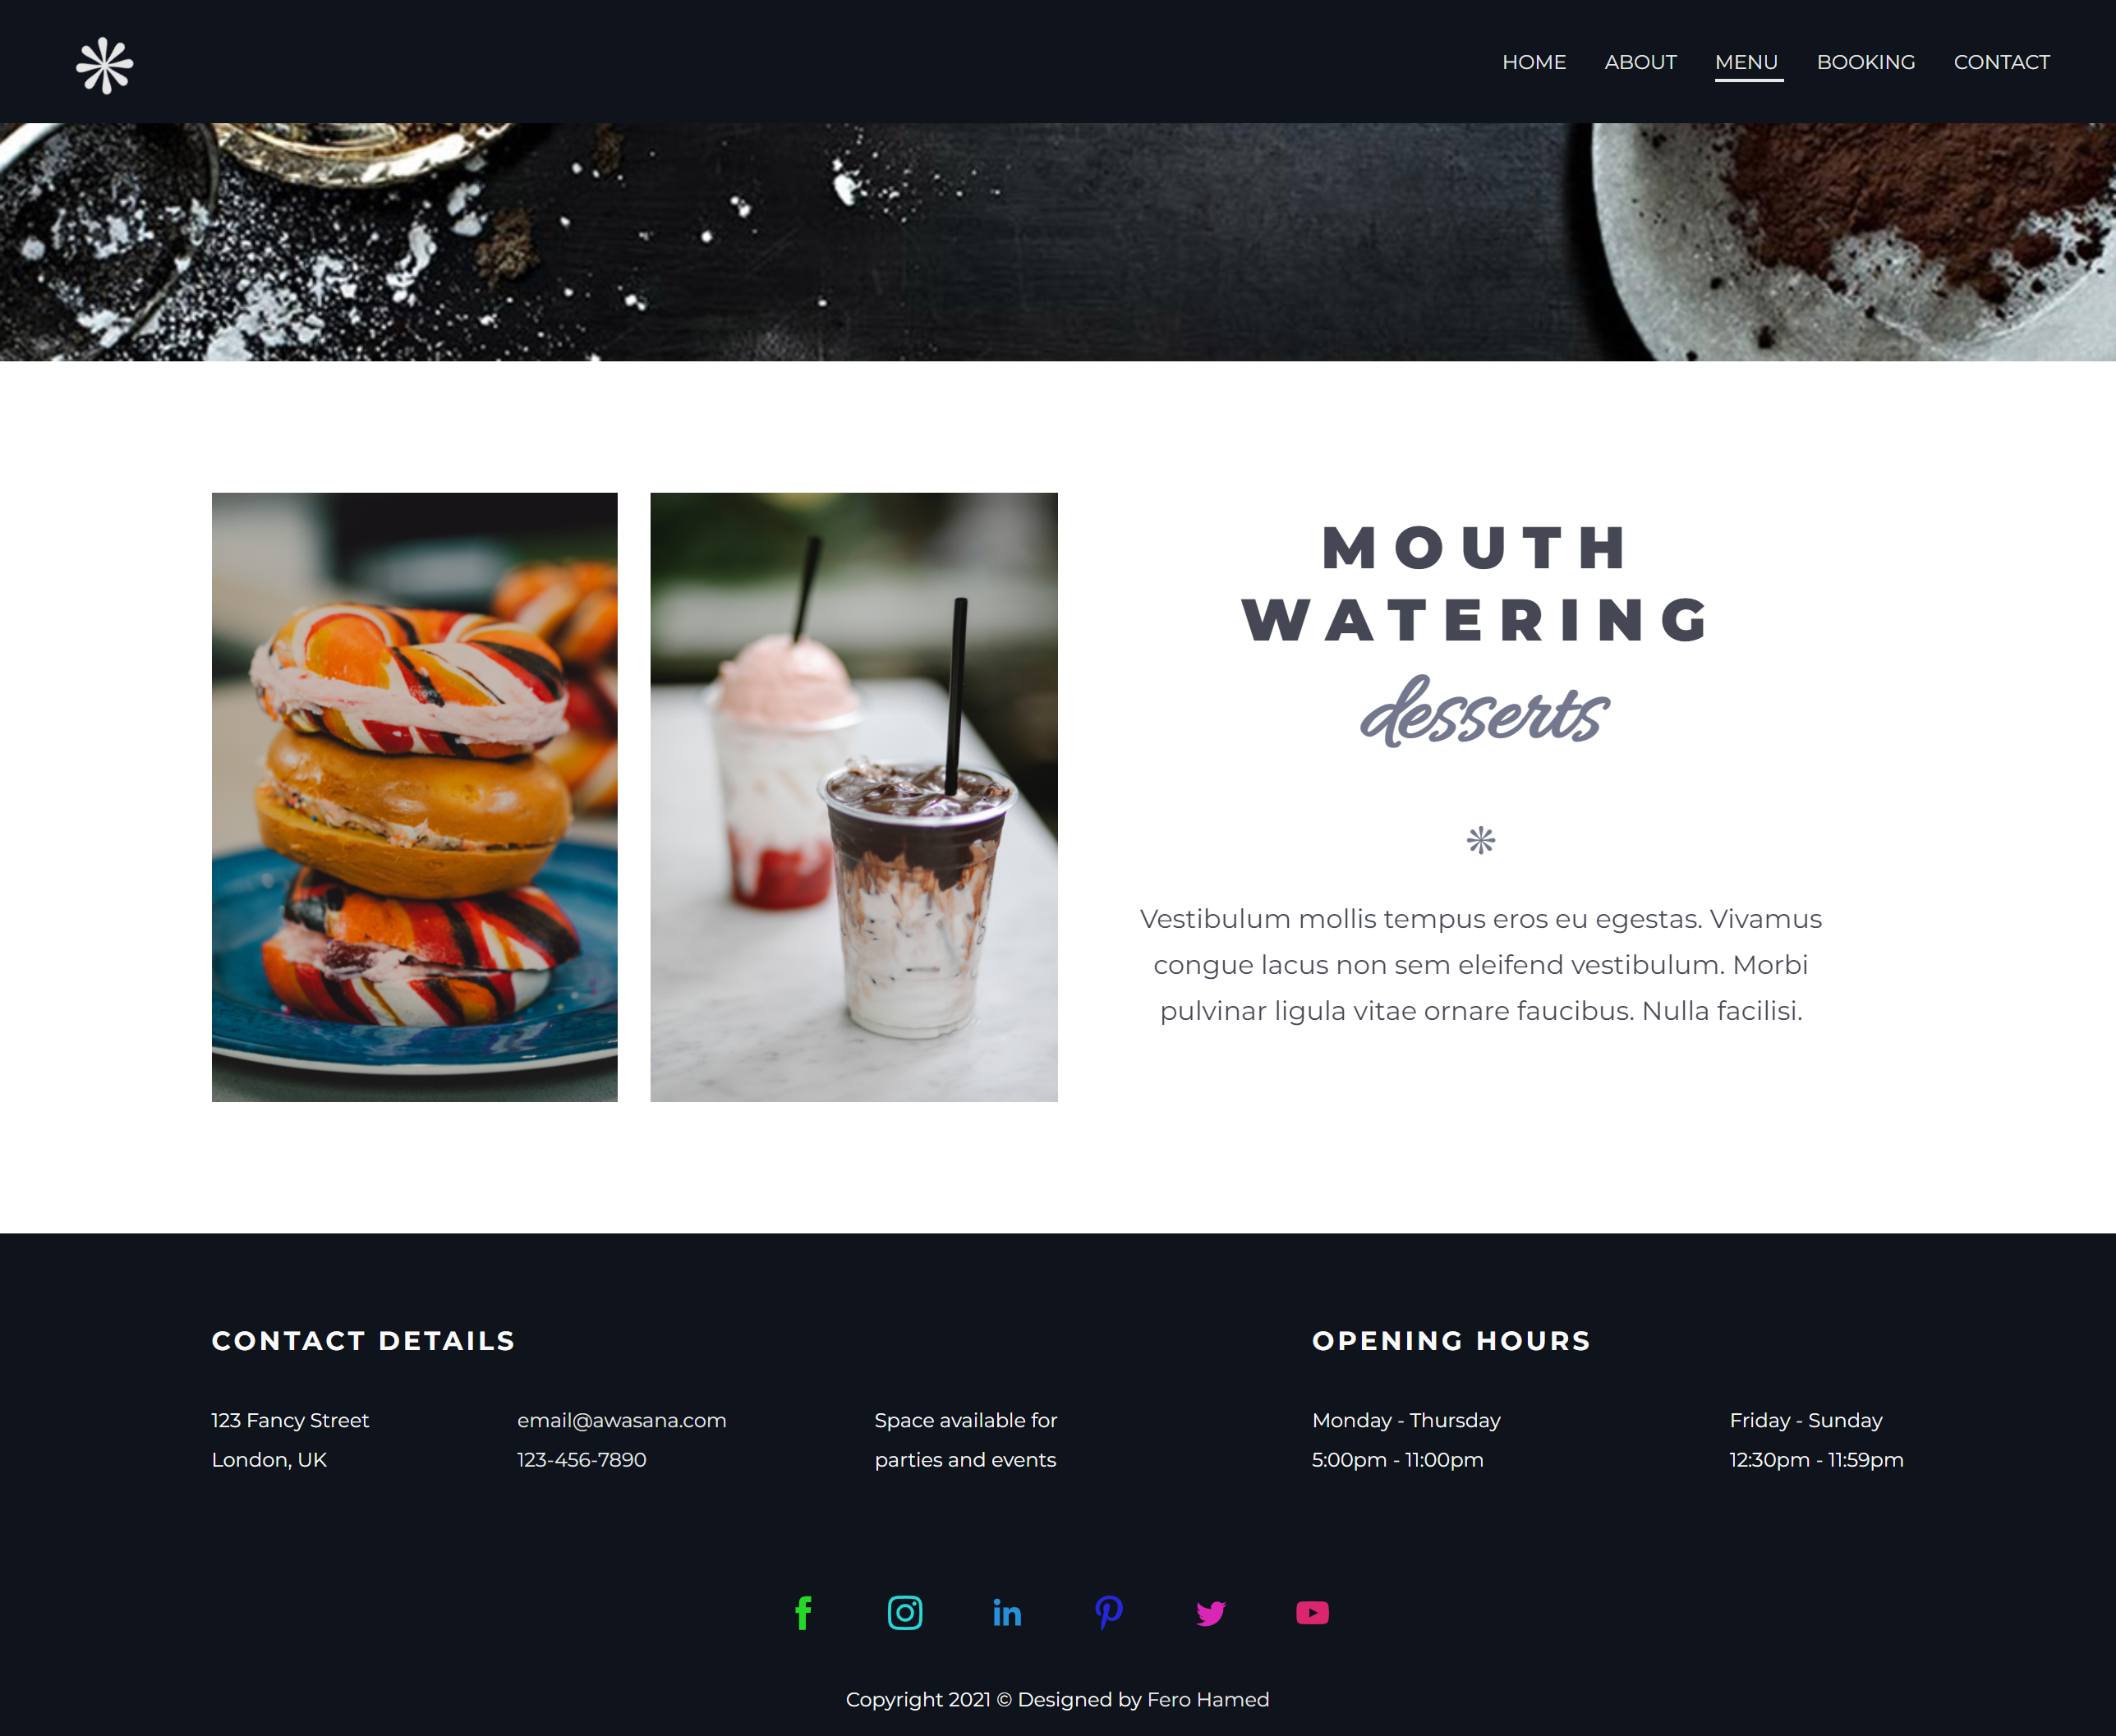 HOME ABOUT MENU BOOKING CONTACT
MOUTH
WATERING
desserts
Vestibulum mollis tempus eros eu egestas. Vivamus
congue lacus non sem eleifend vestibulum. Morbi
pulvinar ligula vitae ornare faucibus. Nulla facilisi.
CONTACT DETAILS
123 Fancy Street
London, UK
email@awasana.com
123-456-7890
Space available for
parties and events
OPENING HOURS
Monday - Thursday
5:00pm - 11:00pm
Friday - Sunday
12:30pm - 11:59pm
Copyright 2021 © Designed by Fero Hamed